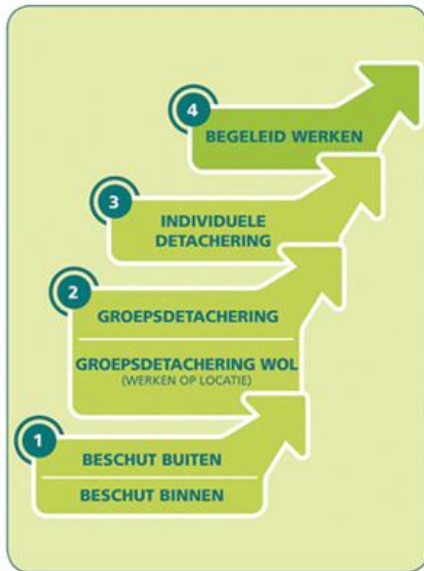 4
BEGELEID WERKEN
3
INDIVIDUELE
DETACHERING
2
GROEPSDETACHERING
GROEPSDETACHERING WOL
(WERKEN OP LOCATIE)
1
BESCHUT BUITEN
BESCHUT BINNEN